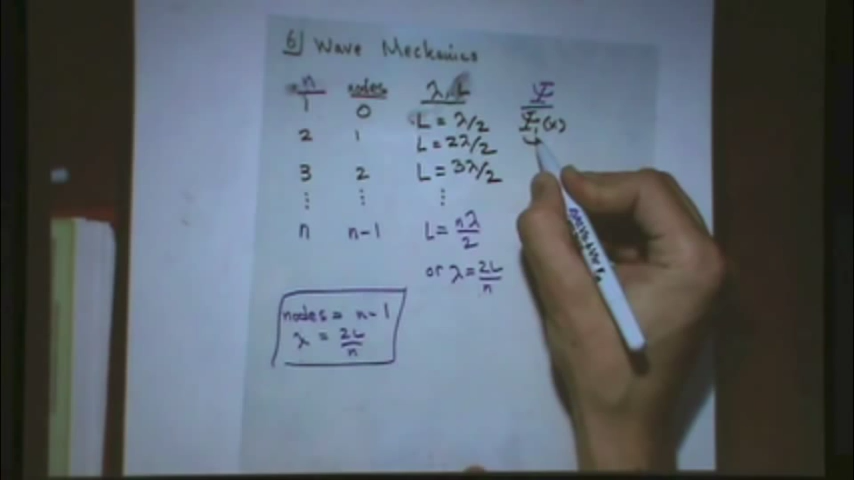 6] Wave Mechanics
n nodes λ, L Ψ
1 0 L = λ/2 Ψ₁(x)
2 1 L = 2λ/2
3 2 L = 3λ/2
⋮ ⋮ ⋮
n n-1 L = nλ/2
or λ = 2L/n
nodes = n-1
λ = 2L/n